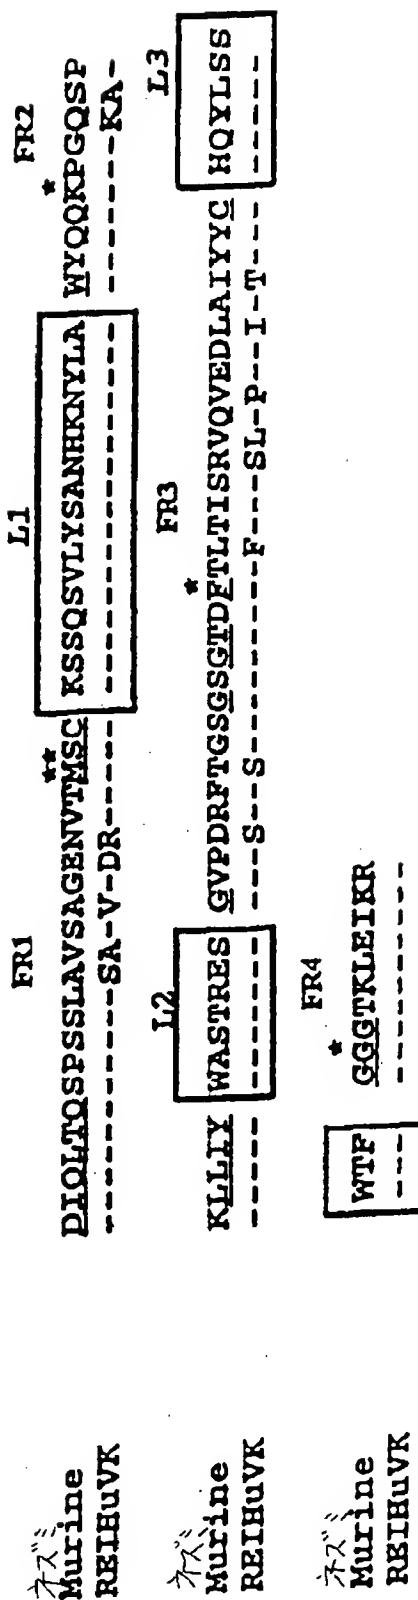 FR1 L1 FR2
** *
ネズミ
Murine DIQLTQSPSSLAVSAGENVTMSC KSSQSVLYSANHKNYLA WYQQKPGQSP
REIHuVK -----------SA-V-DR----- ----------------- -------KA-
L2 FR3 L3
*
ネズミ
Murine KLLIY WASTRES GVPDRFTGSGSGTDFTLTISRVQVEDLAIYYC HQYLSS
REIHuVK ----- ------- ---S--S---------F---SL-P--I-T--- ------
FR4
*
ネズミ
Murine WTF GGGTKLEIKR
REIHuVK --- ----------